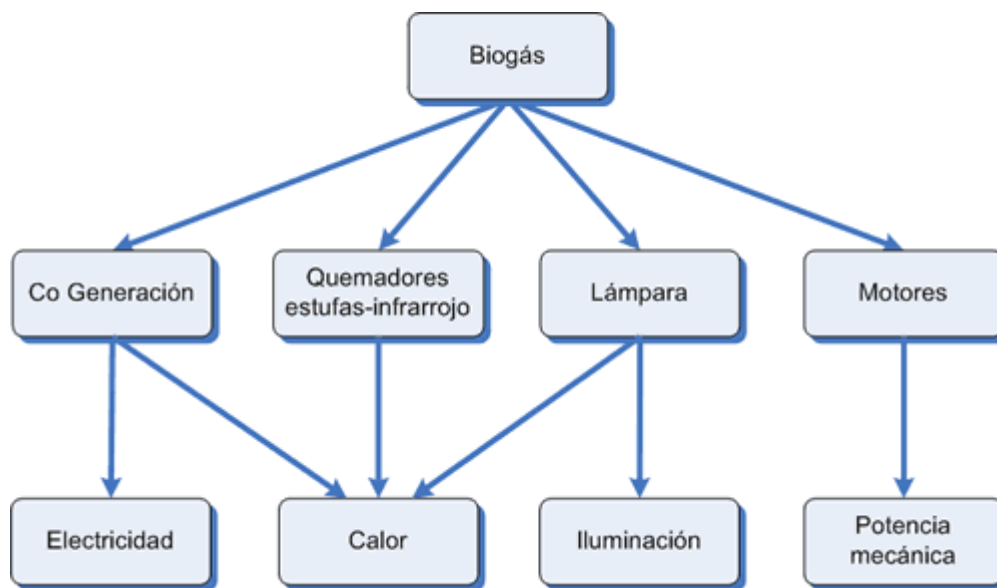 Biogás
Co Generación
Quemadores
estufas-infrarrojo
Lámpara
Motores
Electricidad
Calor
Iluminación
Potencia
mecánica